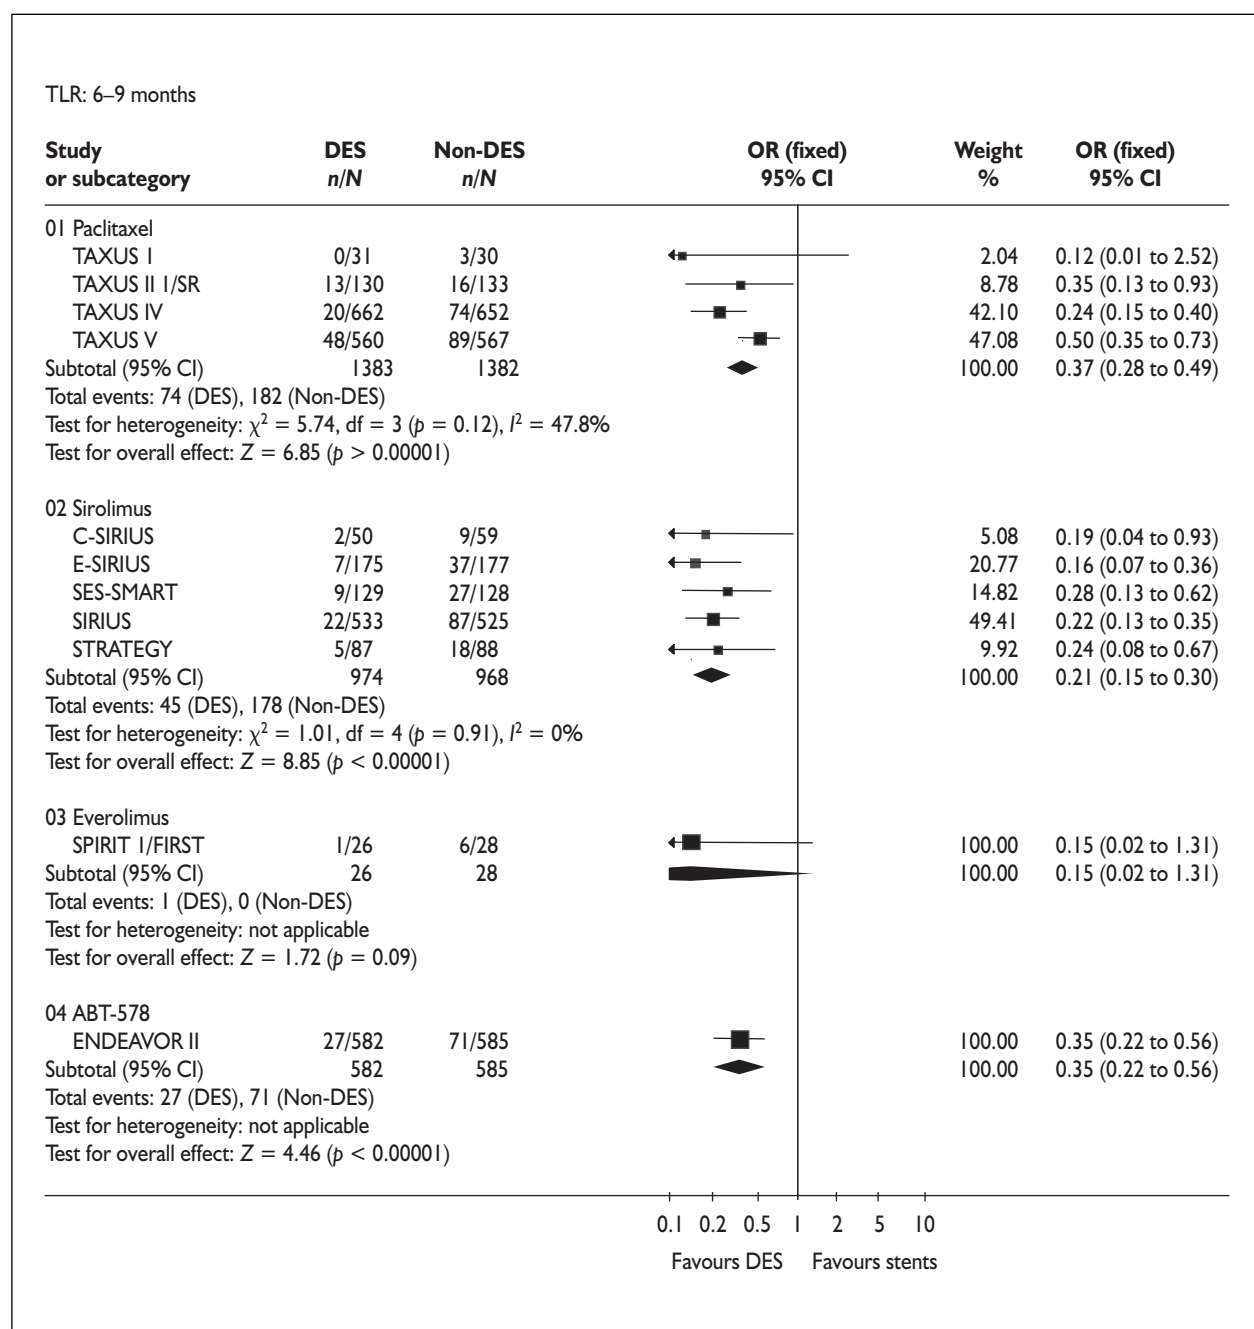 TLR: 6–9 months
Study DES Non-DES OR (fixed) Weight OR (fixed)
or subcategory n/N n/N 95% CI % 95% CI
01 Paclitaxel
TAXUS I 0/31 3/30 2.04 0.12 (0.01 to 2.52)
TAXUS II 1/SR 13/130 16/133 8.78 0.35 (0.13 to 0.93)
TAXUS IV 20/662 74/652 42.10 0.24 (0.15 to 0.40)
TAXUS V 48/560 89/567 47.08 0.50 (0.35 to 0.73)
Subtotal (95% CI) 1383 1382 100.00 0.37 (0.28 to 0.49)
Total events: 74 (DES), 182 (Non-DES)
Test for heterogeneity: χ² = 5.74, df = 3 (p = 0.12), I² = 47.8%
Test for overall effect: Z = 6.85 (p > 0.00001)
02 Sirolimus
C-SIRIUS 2/50 9/59 5.08 0.19 (0.04 to 0.93)
E-SIRIUS 7/175 37/177 20.77 0.16 (0.07 to 0.36)
SES-SMART 9/129 27/128 14.82 0.28 (0.13 to 0.62)
SIRIUS 22/533 87/525 49.41 0.22 (0.13 to 0.35)
STRATEGY 5/87 18/88 9.92 0.24 (0.08 to 0.67)
Subtotal (95% CI) 974 968 100.00 0.21 (0.15 to 0.30)
Total events: 45 (DES), 178 (Non-DES)
Test for heterogeneity: χ² = 1.01, df = 4 (p = 0.91), I² = 0%
Test for overall effect: Z = 8.85 (p < 0.00001)
03 Everolimus
SPIRIT 1/FIRST 1/26 6/28 100.00 0.15 (0.02 to 1.31)
Subtotal (95% CI) 26 28 100.00 0.15 (0.02 to 1.31)
Total events: 1 (DES), 0 (Non-DES)
Test for heterogeneity: not applicable
Test for overall effect: Z = 1.72 (p = 0.09)
04 ABT-578
ENDEAVOR II 27/582 71/585 100.00 0.35 (0.22 to 0.56)
Subtotal (95% CI) 582 585 100.00 0.35 (0.22 to 0.56)
Total events: 27 (DES), 71 (Non-DES)
Test for heterogeneity: not applicable
Test for overall effect: Z = 4.46 (p < 0.00001)
0.1 0.2 0.5 1 2 5 10
Favours DES Favours stents